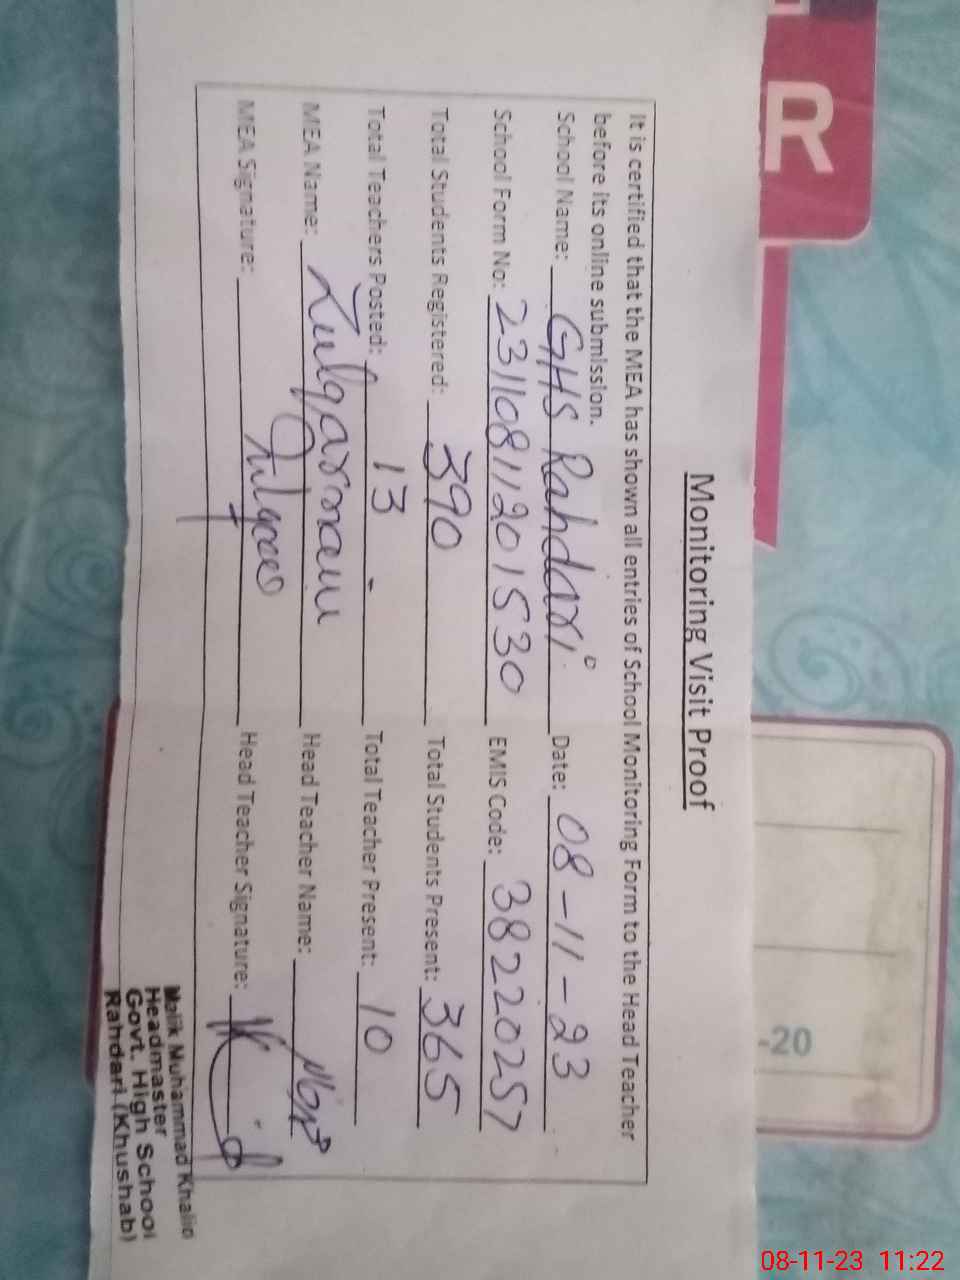 R
-20
Monitoring Visit Proof
It is certified that the MEA has shown all entries of School Monitoring Form to the Head Teacher
before its online submission.
School Name: GHS Rahdari Date: 08-11-23
School Form No: 23110811201530 EMIS Code: 38220257
Total Students Registered: 390 Total Students Present: 365
Total Teachers Posted: 13 Total Teacher Present: 10
MEA Name: Zulqarnain Head Teacher Name:
MEA Signature: Head Teacher Signature:
Malik Muhammad Khalid
Headmaster
Govt. High School
Rahdari (Khushab)
08-11-23 11:22